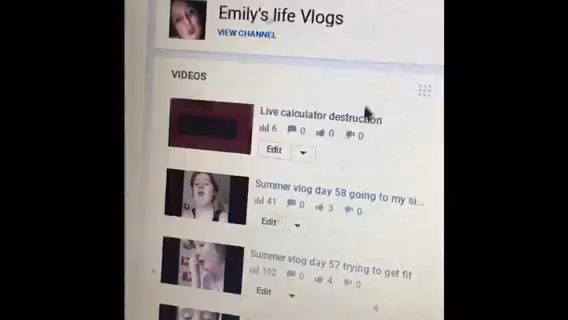 Emily's life Vlogs
VIEW CHANNEL
VIDEOS
Live calculator destruction
6 0 0 0
Edit
Summer vlog day 58 going to my si...
41 0 3 0
Edit
Summer vlog day 57 trying to get fit
102 0 4 0
Edit